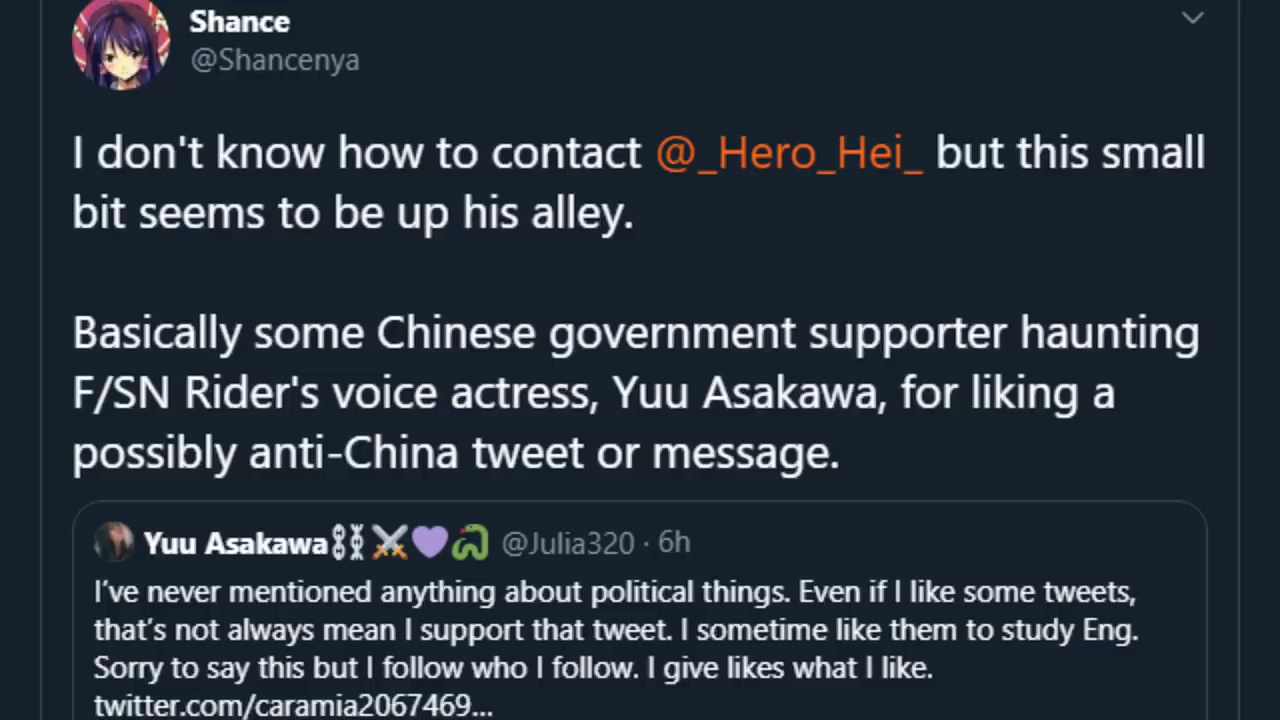 Shance
@Shancenya
I don't know how to contact @_Hero_Hei_ but this small
bit seems to be up his alley.
Basically some Chinese government supporter haunting
F/SN Rider's voice actress, Yuu Asakawa, for liking a
possibly anti-China tweet or message.
Yuu Asakawa⛓⚔💜🐍 @Julia320 · 6h
I’ve never mentioned anything about political things. Even if I like some tweets,
that’s not always mean I support that tweet. I sometime like them to study Eng.
Sorry to say this but I follow who I follow. I give likes what I like.
twitter.com/caramia2067469...